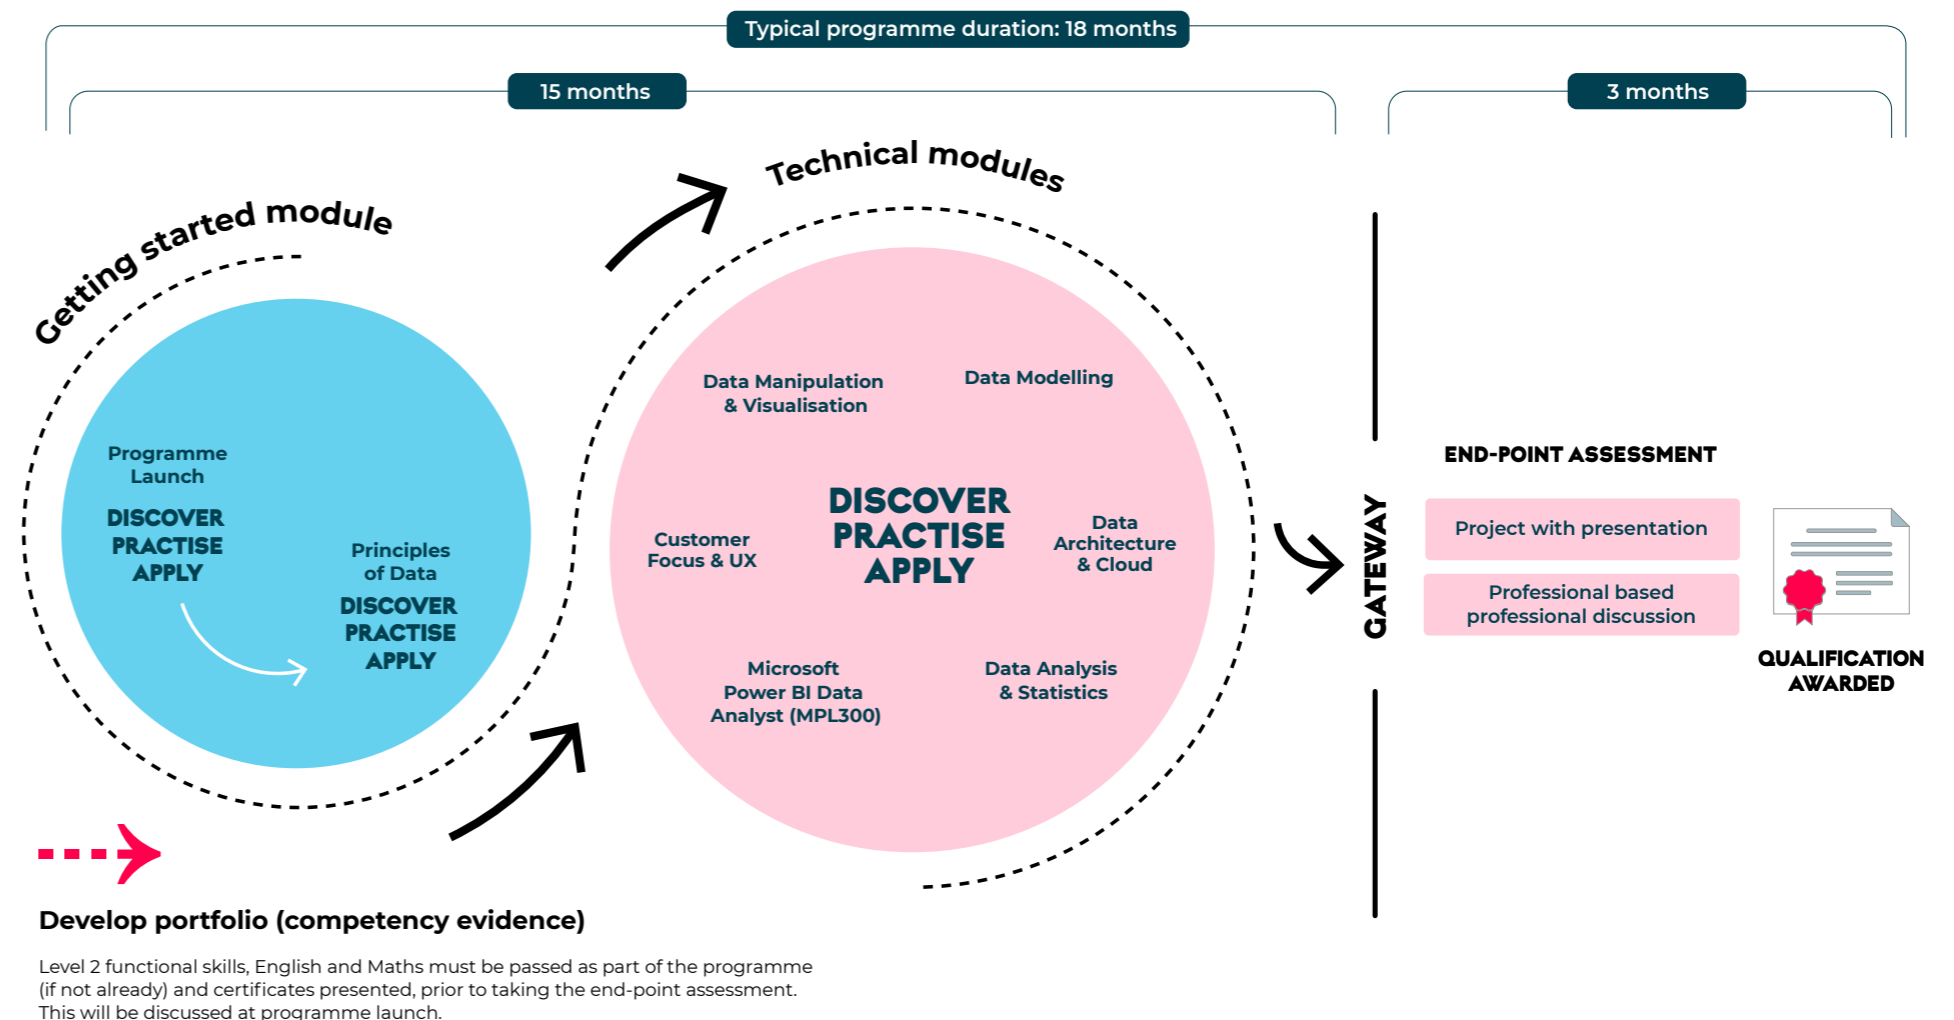 Typical programme duration: 18 months
15 months
3 months
Getting started module
Technical modules
Programme
Launch
DISCOVER
PRACTISE
APPLY
Principles
of Data
DISCOVER
PRACTISE
APPLY
Data Manipulation
& Visualisation
Data Modelling
Customer
Focus & UX
DISCOVER
PRACTISE
APPLY
Data
Architecture
& Cloud
Microsoft
Power BI Data
Analyst (MPL300)
Data Analysis
& Statistics
GATEWAY
END-POINT ASSESSMENT
Project with presentation
Professional based
professional discussion
QUALIFICATION
AWARDED
Develop portfolio (competency evidence)
Level 2 functional skills, English and Maths must be passed as part of the programme
(if not already) and certificates presented, prior to taking the end-point assessment.
This will be discussed at programme launch.